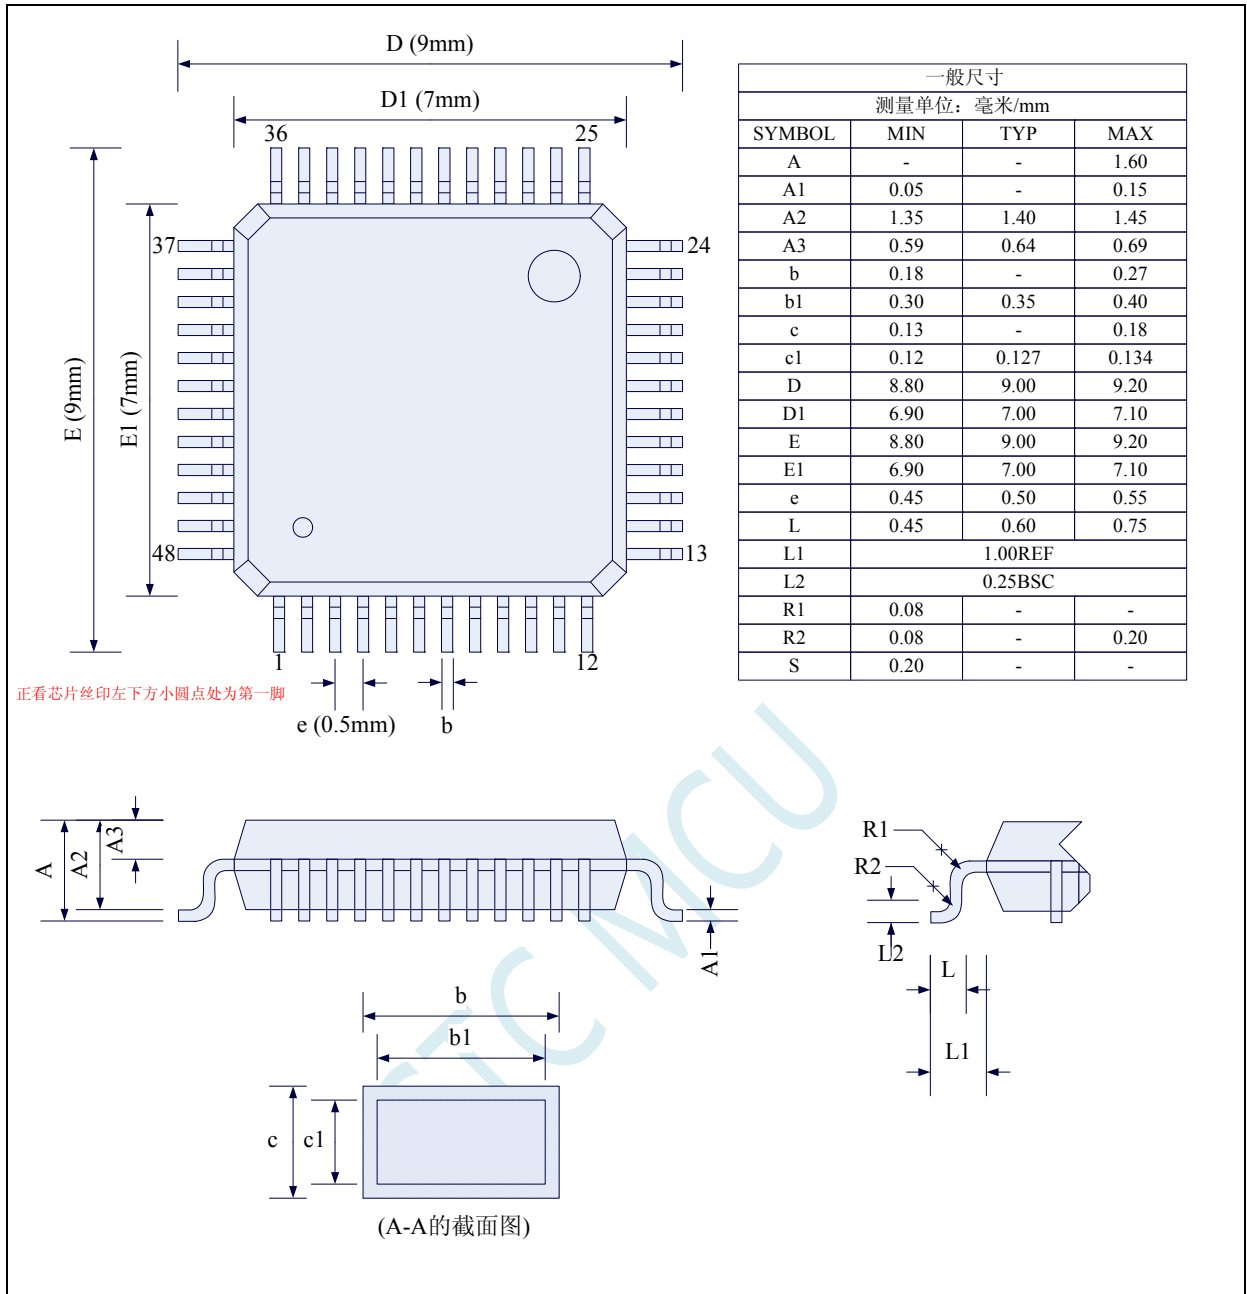 D (9mm)
D1 (7mm)
36
25
37
24
E (9mm)
E1 (7mm)
48
13
1
12
正看芯片丝印左下方小圆点处为第一脚
e (0.5mm)
b
一般尺寸
测量单位：毫米/mm
SYMBOL MIN TYP MAX
A - - 1.60
A1 0.05 - 0.15
A2 1.35 1.40 1.45
A3 0.59 0.64 0.69
b 0.18 - 0.27
b1 0.30 0.35 0.40
c 0.13 - 0.18
c1 0.12 0.127 0.134
D 8.80 9.00 9.20
D1 6.90 7.00 7.10
E 8.80 9.00 9.20
E1 6.90 7.00 7.10
e 0.45 0.50 0.55
L 0.45 0.60 0.75
L1 1.00REF
L2 0.25BSC
R1 0.08 - -
R2 0.08 - 0.20
S 0.20 - -
A
A2
A3
A1
R1
R2
L2
L
L1
b
b1
c
c1
(A-A的截面图)
STC MCU